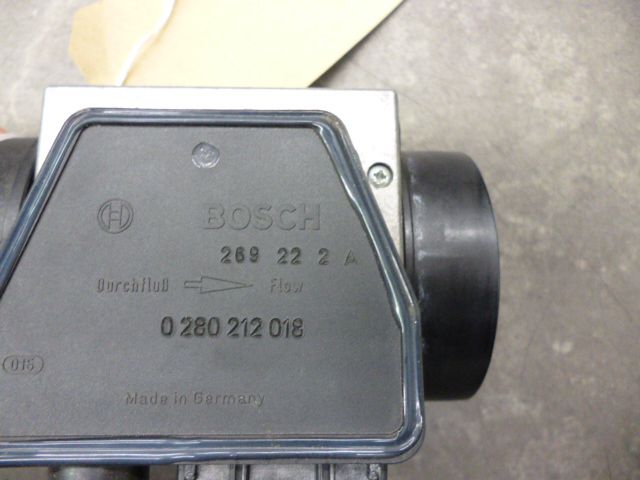 BOSCH
269 22 2 A
Durchfluß Flow
0 280 212 018
015
Made in Germany